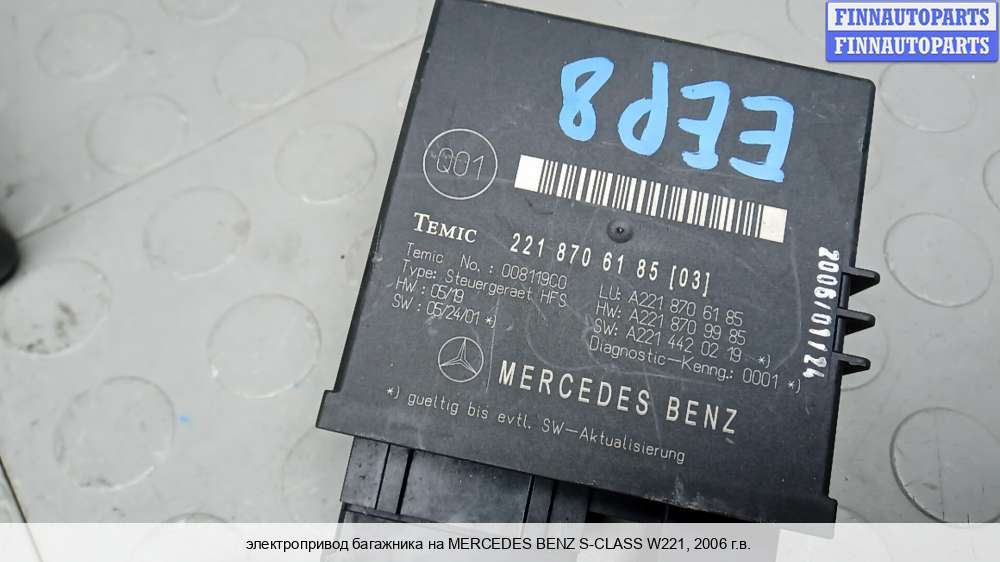 FINNAUTOPARTS
FINNAUTOPARTS
EEP8
Q01
TEMIC 221 870 61 85 [03]
Temic No.: 008119C0
Type: Steuergeraet HFS
HW: 05/19
SW: 05/24/01 *)
LU: A221 870 61 85
HW: A221 870 99 85
SW: A221 442 02 19 *)
Diagnostic-Kenng.: 0001 *)
2006/01/24
MERCEDES BENZ
*) gueltig bis evtl. SW-Aktualisierung
электропривод багажника на MERCEDES BENZ S-CLASS W221, 2006 г.в.